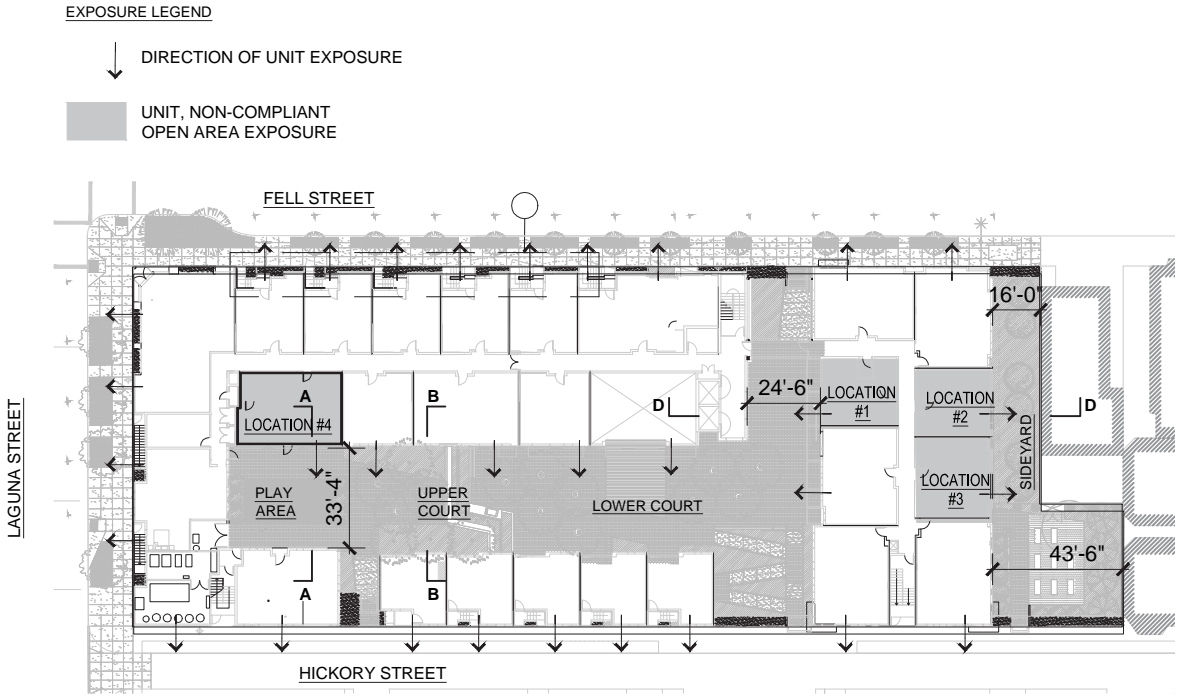 EXPOSURE LEGEND
DIRECTION OF UNIT EXPOSURE
UNIT, NON-COMPLIANT
OPEN AREA EXPOSURE
FELL STREET
16'-0"
A
B
D
24'-6"
LOCATION
#1
LOCATION
#2
D
LOCATION #4
LAGUNA STREET
SIDEYARD
PLAY
AREA
33'-4"
UPPER
COURT
LOWER COURT
LOCATION
#3
43'-6"
A
B
HICKORY STREET